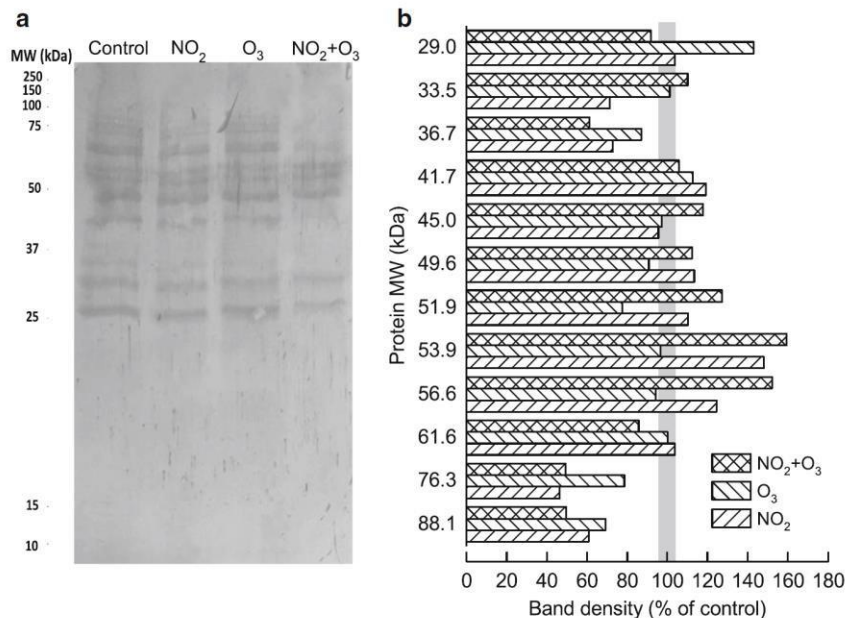 a
MW (kDa)
Control NO₂ O₃ NO₂+O₃
250
150
100
75
50
37
25
15
10
b
Protein MW (kDa)
29.0
33.5
36.7
41.7
45.0
49.6
51.9
53.9
56.6
61.6
76.3
88.1
NO₂+O₃
O₃
NO₂
0 20 40 60 80 100 120 140 160 180
Band density (% of control)